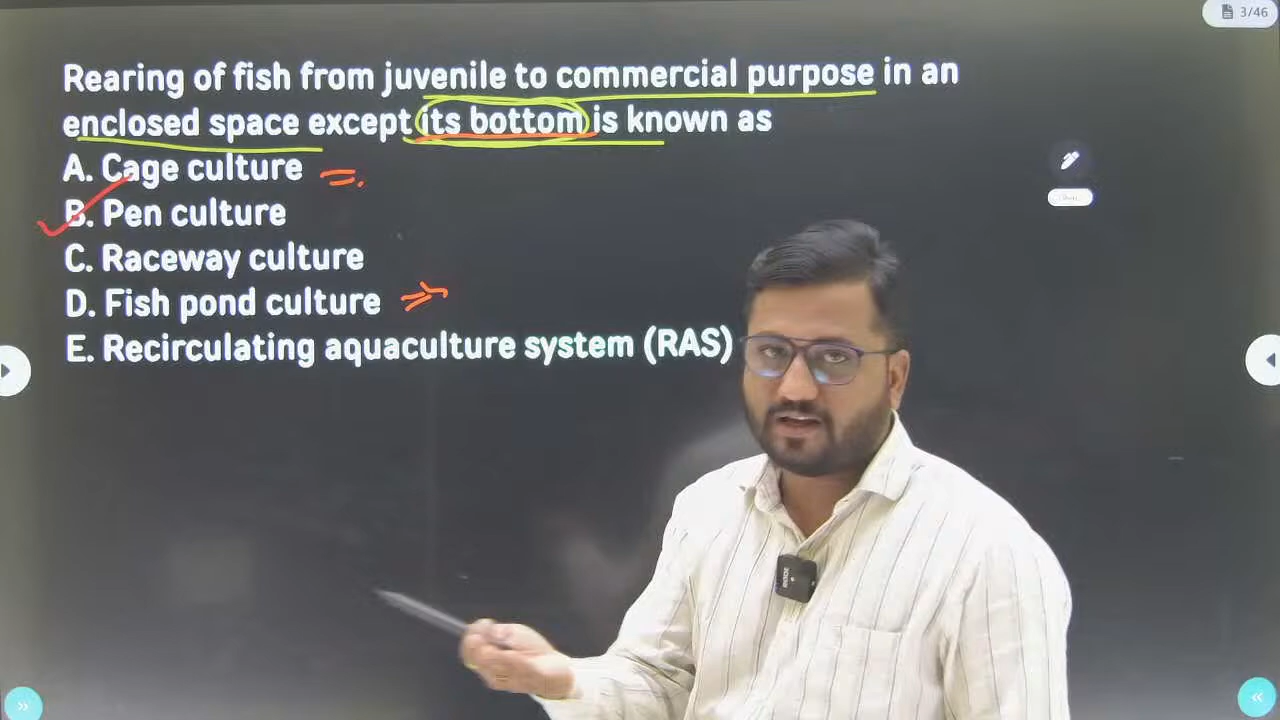 3/46
Rearing of fish from juvenile to commercial purpose in an
enclosed space except its bottom is known as
A. Cage culture
B. Pen culture
C. Raceway culture
D. Fish pond culture
E. Recirculating aquaculture system (RAS)